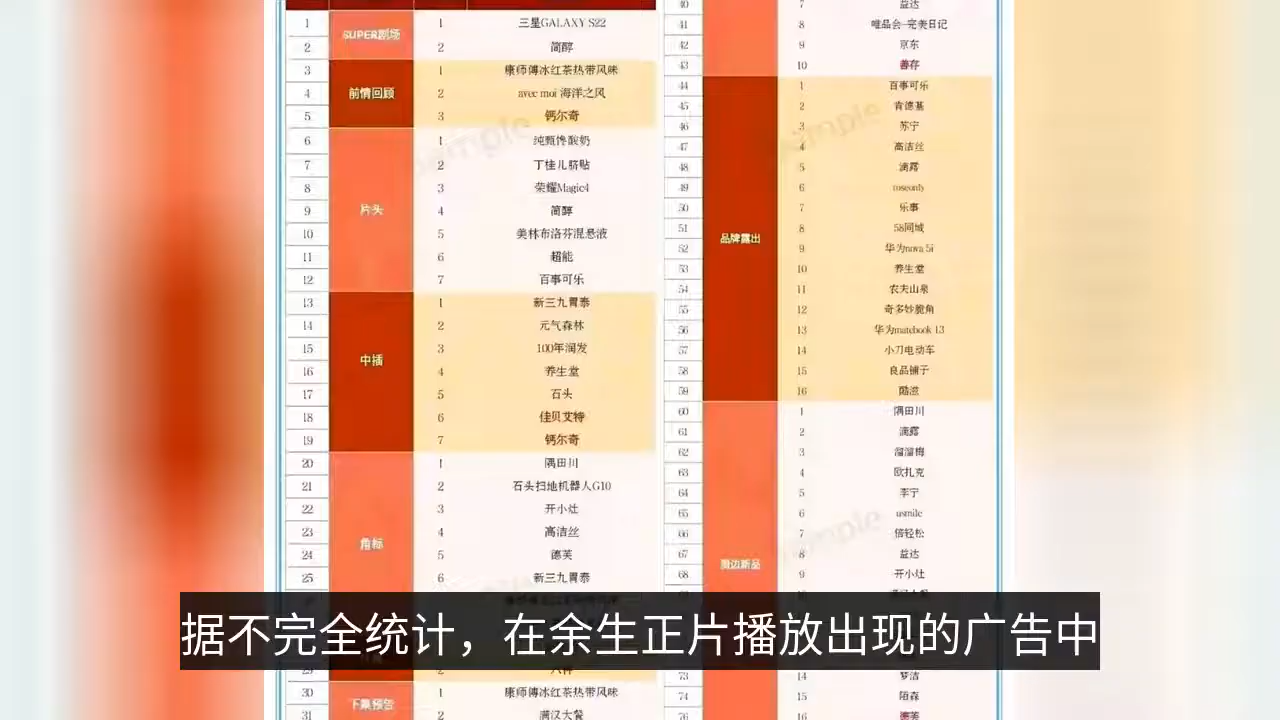 1 SUPER剧场 1 三星GALAXY S22
2 2 简醇
3 前情回顾 1 康师傅冰红茶热带风味
4 2 avec moi 海洋之风
5 3 钙尔奇
6 片头 1 纯甄馋酸奶
7 2 丁桂儿脐贴
8 3 荣耀Magic4
9 4 简醇
10 5 美林布洛芬混悬液
11 6 超能
12 7 百事可乐
13 中插 1 新三九胃泰
14 2 元气森林
15 3 100年润发
16 4 养生堂
17 5 石头
18 6 佳贝艾特
19 7 钙尔奇
20 角标 1 隅田川
21 2 石头扫地机器人G10
22 3 开小灶
23 4 高洁丝
24 5 德芙
25 6 新三九胃泰
29 2 六神
30 下集预告 1 康师傅冰红茶热带风味
31 2 满汉大餐
40 7 益达
41 8 唯品会 完美日记
42 9 京东
43 10 善存
44 品牌露出 1 百事可乐
45 2 肯德基
46 3 苏宁
47 4 高洁丝
48 5 滴露
49 6 roseonly
50 7 乐事
51 8 58同城
52 9 华为nova 5i
53 10 养生堂
54 11 农夫山泉
55 12 奇多妙脆角
56 13 华为matebook 13
57 14 小刀电动车
58 15 良品铺子
59 16 酷滋
60 周边新品 1 隅田川
61 2 滴露
62 3 溜溜梅
63 4 欧扎克
64 5 李宁
65 6 usmile
66 7 倍轻松
67 8 益达
68 9 开小灶
73 14 梦洁
74 15 陌森
76 16 德芙
据不完全统计，在余生正片播放出现的广告中